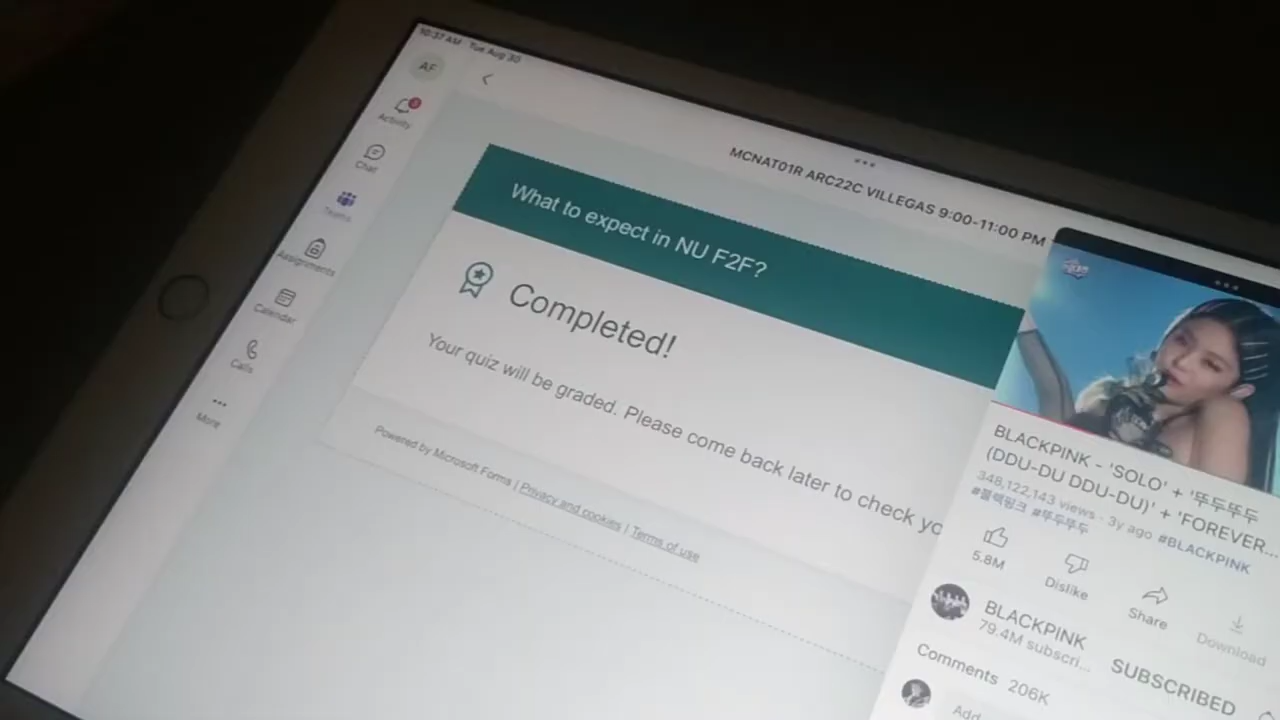 10:37 AM Tue Aug 30
AF
3
Activity
Chat
Teams
Assignments
Calendar
Calls
More
MCNAT01R ARC22C VILLEGAS 9:00-11:00 PM
What to expect in NU F2F?
Completed!
Your quiz will be graded. Please come back later to check yo
Powered by Microsoft Forms | Privacy and cookies | Terms of use
BLACKPINK - 'SOLO' + '뚜두뚜두
(DDU-DU DDU-DU)' + 'FOREVER...
348,122,143 views · 3y ago #BLACKPINK
#블랙핑크 #뚜두뚜두
5.8M
Dislike
Share
Download
BLACKPINK
79.4M subscri...
SUBSCRIBED
Comments 206K
Add